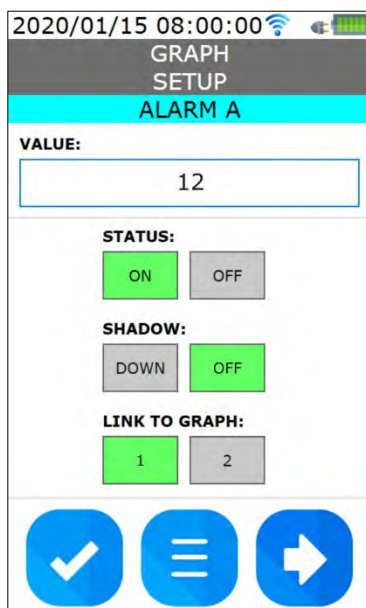 2020/01/15 08:00:00
GRAPH
SETUP
ALARM A
VALUE:
12
STATUS:
ON OFF
SHADOW:
DOWN OFF
LINK TO GRAPH:
1 2